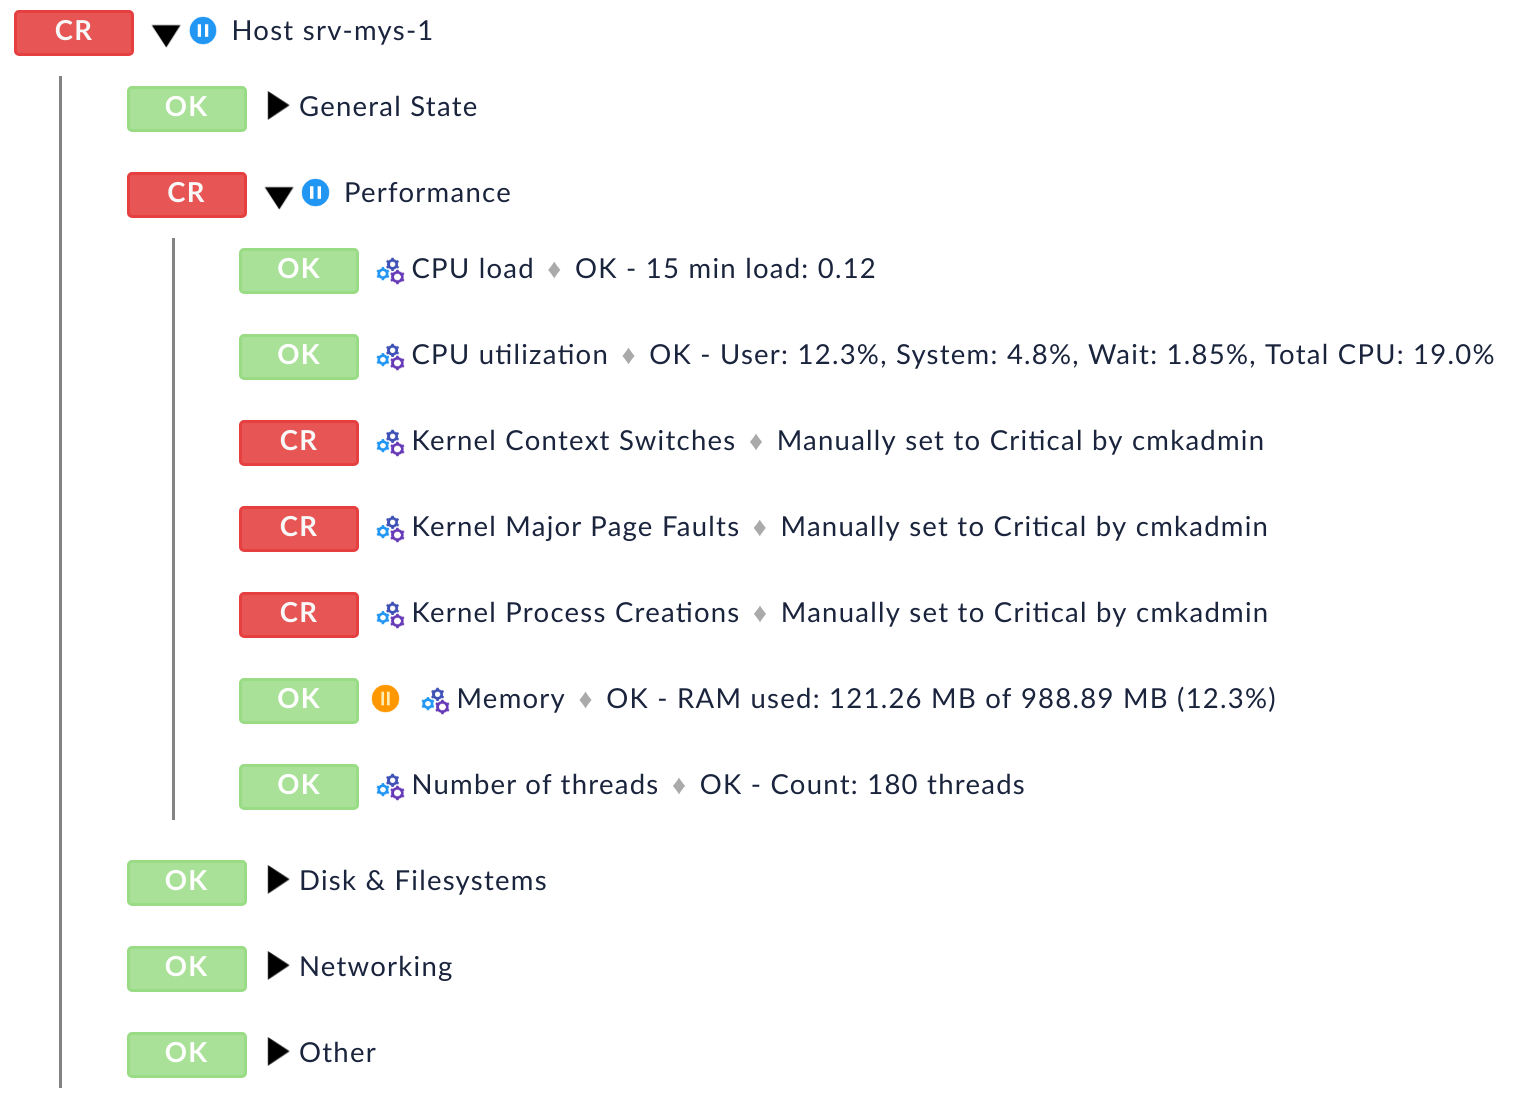 CR Host srv-mys-1
OK General State
CR Performance
OK CPU load ♦ OK - 15 min load: 0.12
OK CPU utilization ♦ OK - User: 12.3%, System: 4.8%, Wait: 1.85%, Total CPU: 19.0%
CR Kernel Context Switches ♦ Manually set to Critical by cmkadmin
CR Kernel Major Page Faults ♦ Manually set to Critical by cmkadmin
CR Kernel Process Creations ♦ Manually set to Critical by cmkadmin
OK Memory ♦ OK - RAM used: 121.26 MB of 988.89 MB (12.3%)
OK Number of threads ♦ OK - Count: 180 threads
OK Disk & Filesystems
OK Networking
OK Other